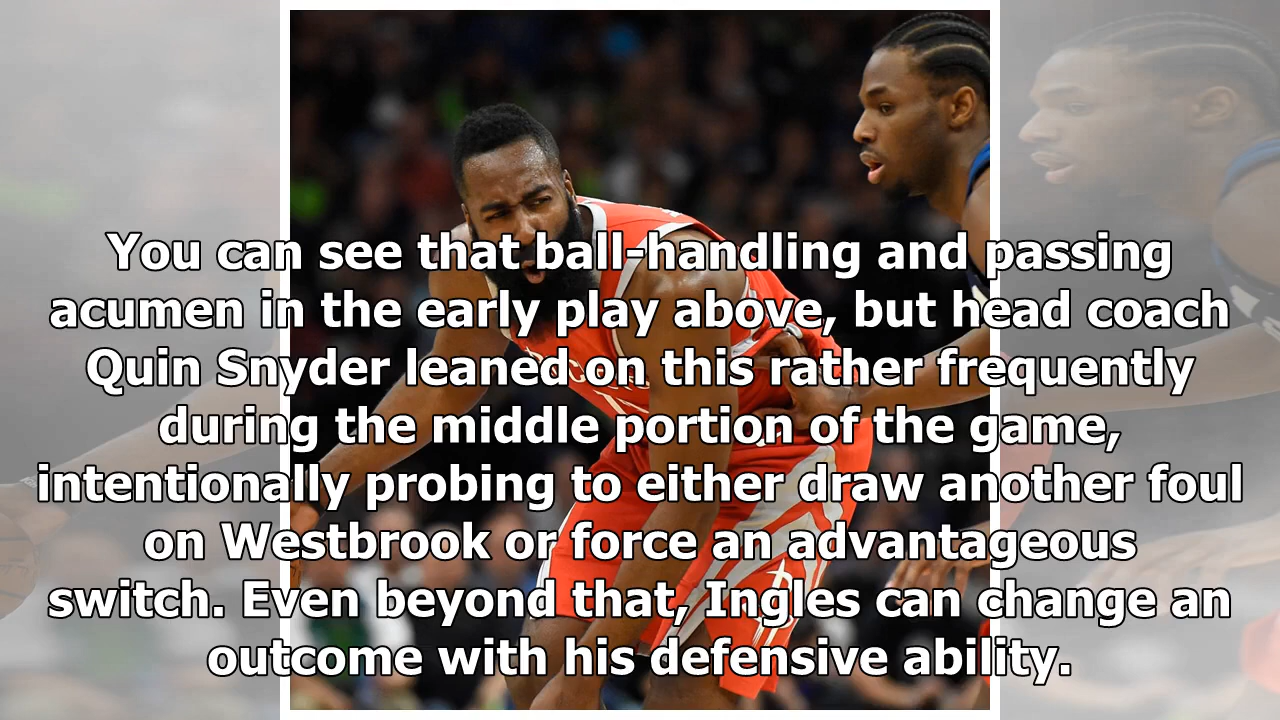 You can see that ball-handling and passing
acumen in the early play above, but head coach
Quin Snyder leaned on this rather frequently
during the middle portion of the game,
intentionally probing to either draw another foul
on Westbrook or force an advantageous
switch. Even beyond that, Ingles can change an
outcome with his defensive ability.